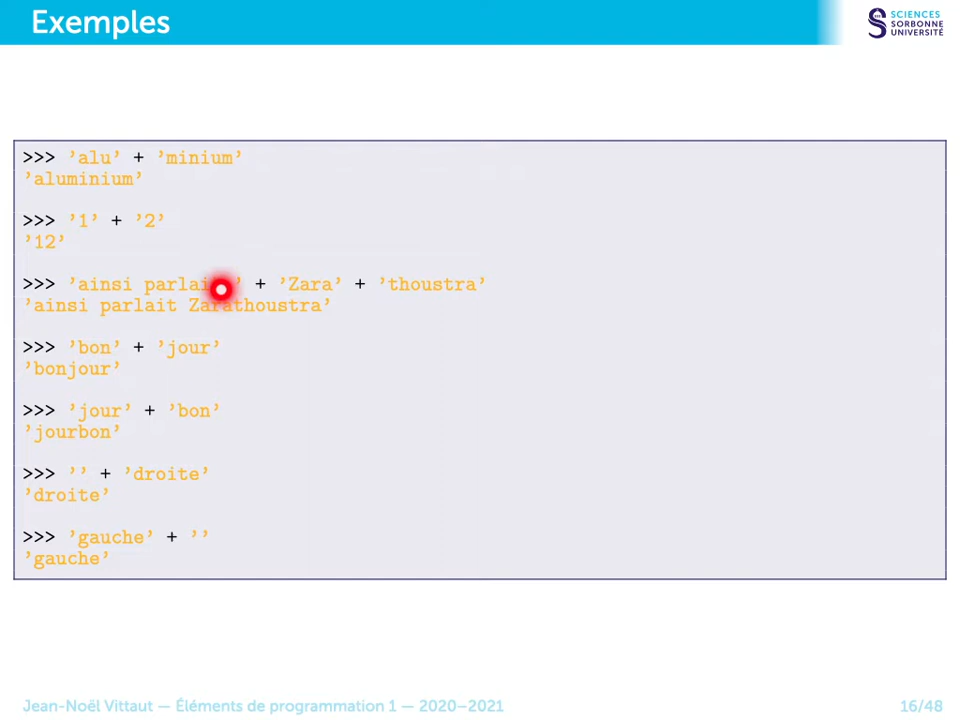 Exemples
SCIENCES
SORBONNE
UNIVERSITÉ
>>> ’alu’ + ’minium’
’aluminium’
>>> ’1’ + ’2’
’12’
>>> ’ainsi ’ + ’Zara’ + ’thoustra’
’ainsi parlait Zarathoustra’
>>> ’bon’ + ’jour’
’bonjour’
>>> ’jour’ + ’bon’
’jourbon’
>>> ’’ + ’droite’
’droite’
>>> ’gauche’ + ’’
’gauche’
Jean-Noël Vittaut — Éléments de programmation 1 — 2020–2021
16/48